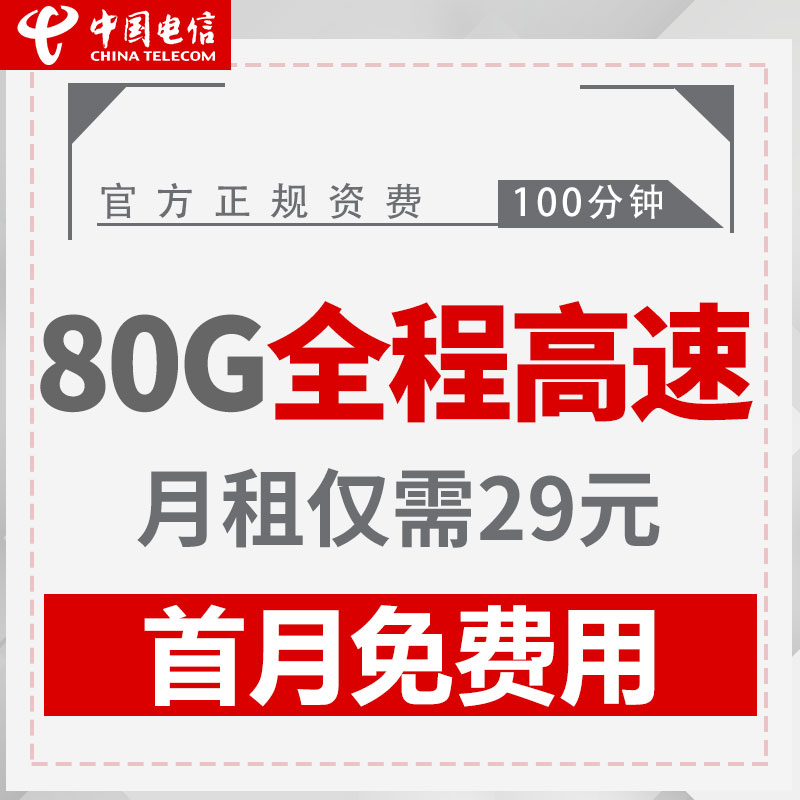 中国电信
CHINA TELECOM
官方正规资费 100分钟
80G全程高速
月租仅需29元
首月免费用